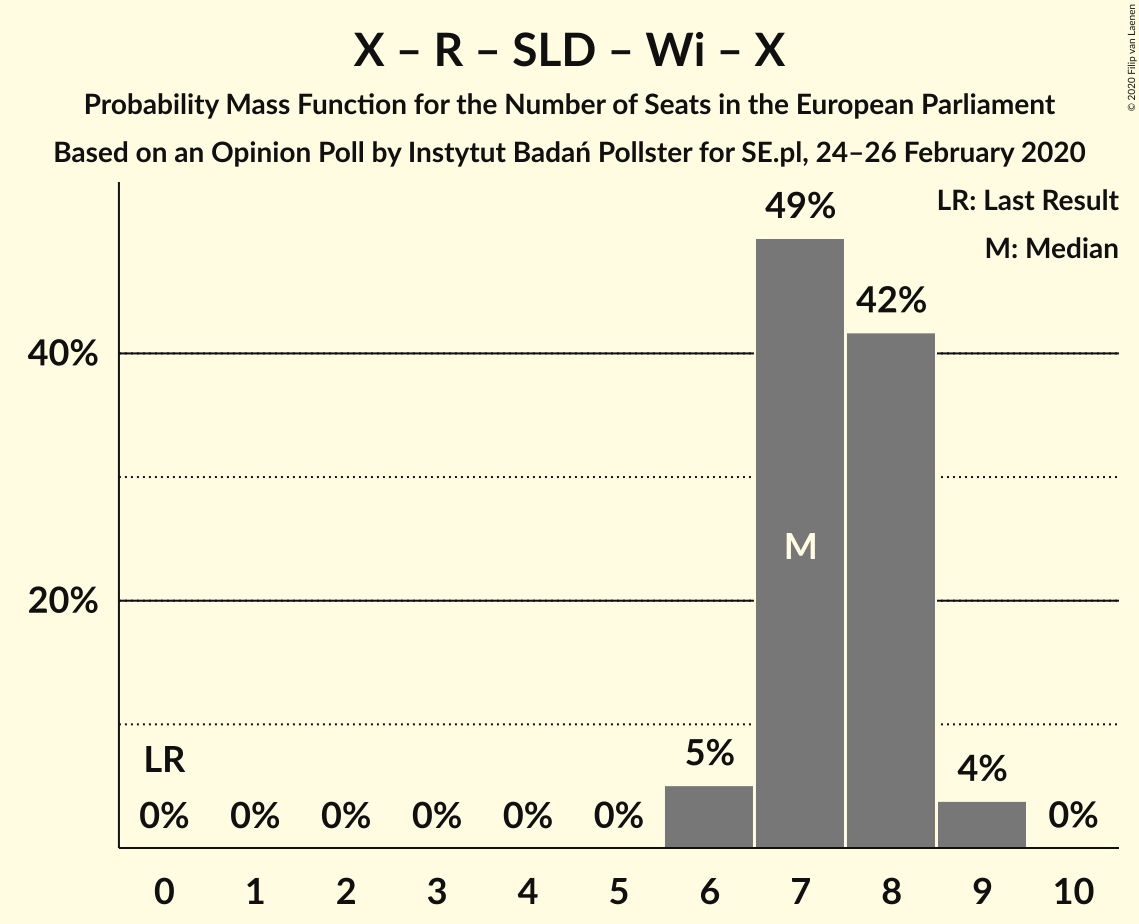 X – R – SLD – Wi – X
Probability Mass Function for the Number of Seats in the European Parliament
Based on an Opinion Poll by Instytut Badań Pollster for SE.pl, 24–26 February 2020
© 2020 Filip van Laenen
LR: Last Result
M: Median
49%
42%
40%
M
20%
LR
5%
4%
0% 0% 0% 0% 0% 0% 0%
0 1 2 3 4 5 6 7 8 9 10